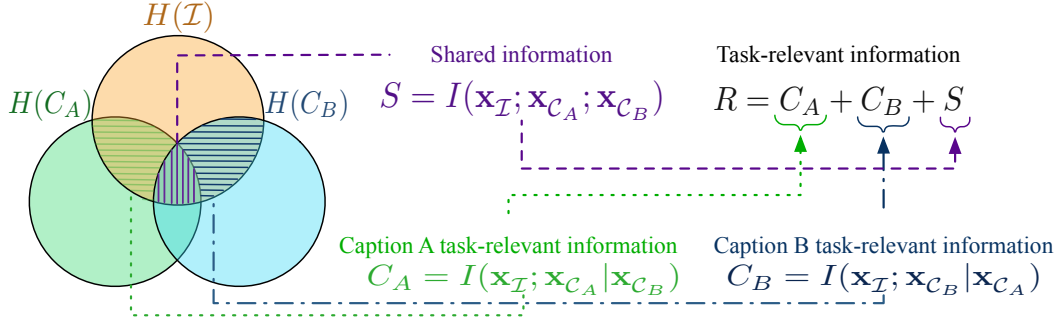 H(ℐ)
H(C_A)
H(C_B)
Shared information
S = I(x_ℐ; x_{𝒞_A}; x_{𝒞_B})
Task-relevant information
R = C_A + C_B + S
Caption A task-relevant information
C_A = I(x_ℐ; x_{𝒞_A}|x_{𝒞_B})
Caption B task-relevant information
C_B = I(x_ℐ; x_{𝒞_B}|x_{𝒞_A})